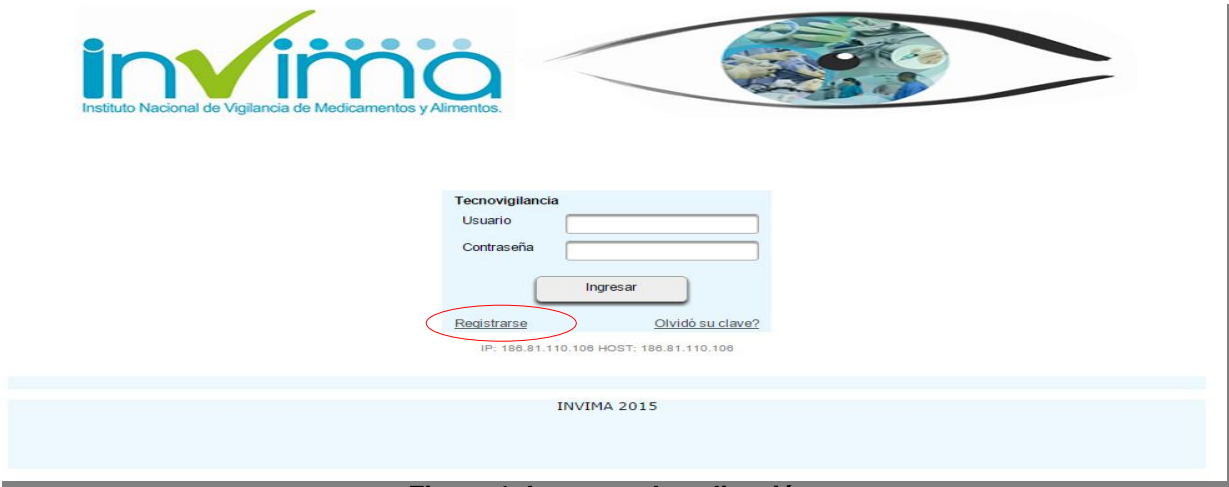 invima
Instituto Nacional de Vigilancia de Medicamentos y Alimentos.
Tecnovigilancia
Usuario
Contraseña
Ingresar
Registrarse Olvidó su clave?
IP: 186.81.110.106 HOST: 186.81.110.106
INVIMA 2015